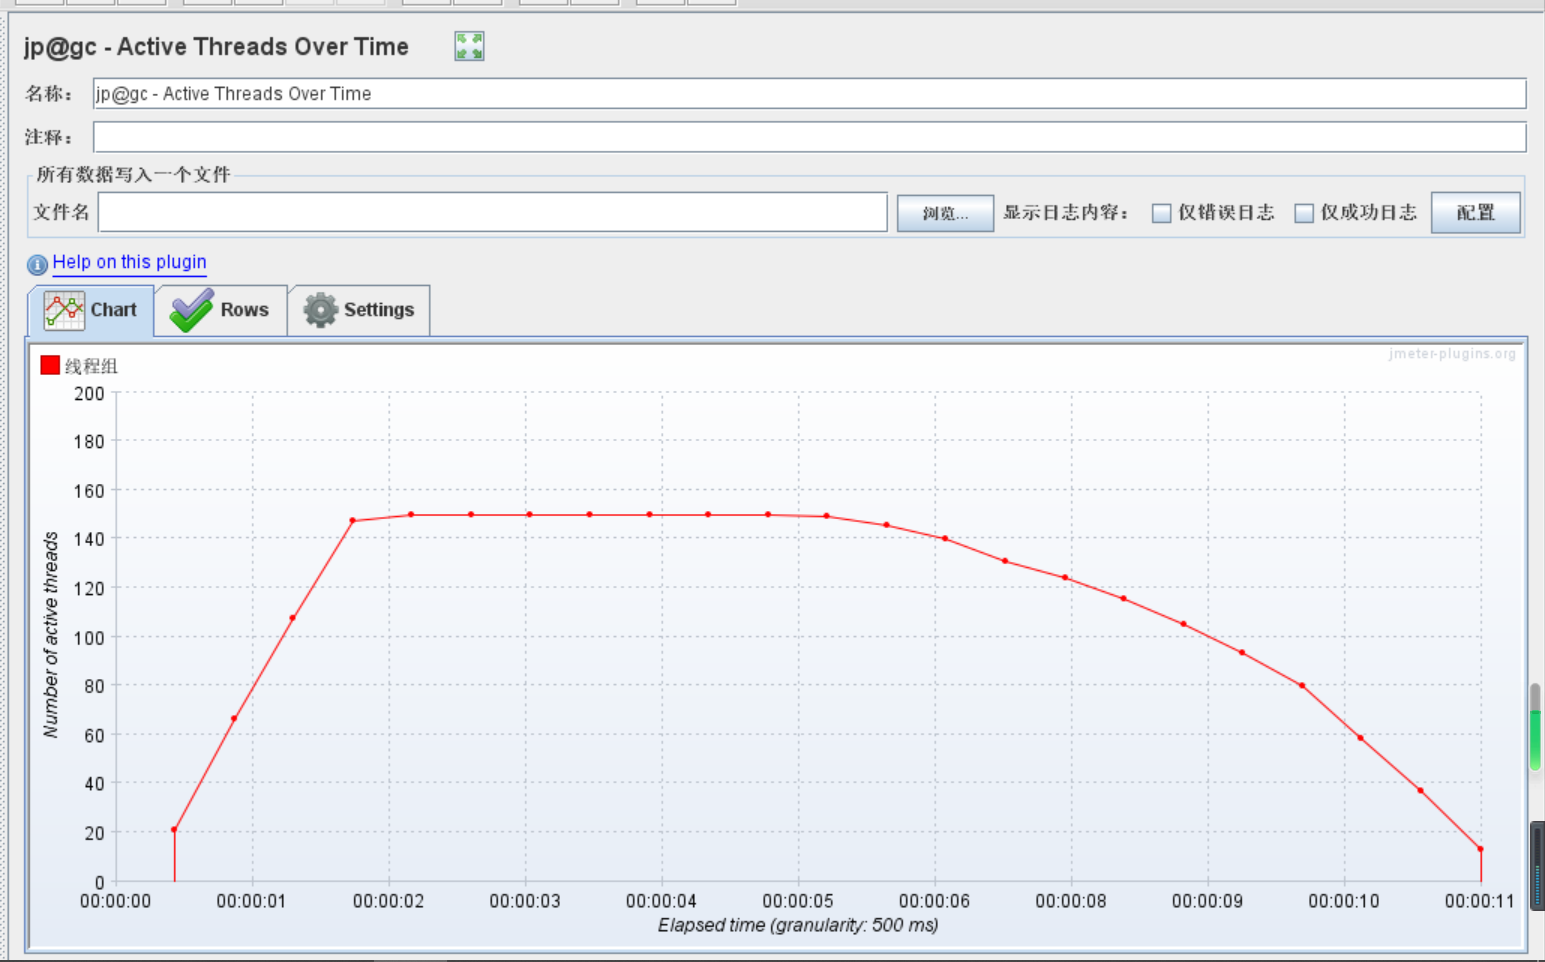 jp@gc - Active Threads Over Time
名称： jp@gc - Active Threads Over Time
注释：
所有数据写入一个文件
文件名 浏览... 显示日志内容： 仅错误日志 仅成功日志 配置
Help on this plugin
Chart Rows Settings
jmeter-plugins.org
线程组
200
180
160
140
120
100
80
60
40
20
0
Number of active threads
00:00:00 00:00:01 00:00:02 00:00:03 00:00:04 00:00:05 00:00:06 00:00:08 00:00:09 00:00:10 00:00:11
Elapsed time (granularity: 500 ms)